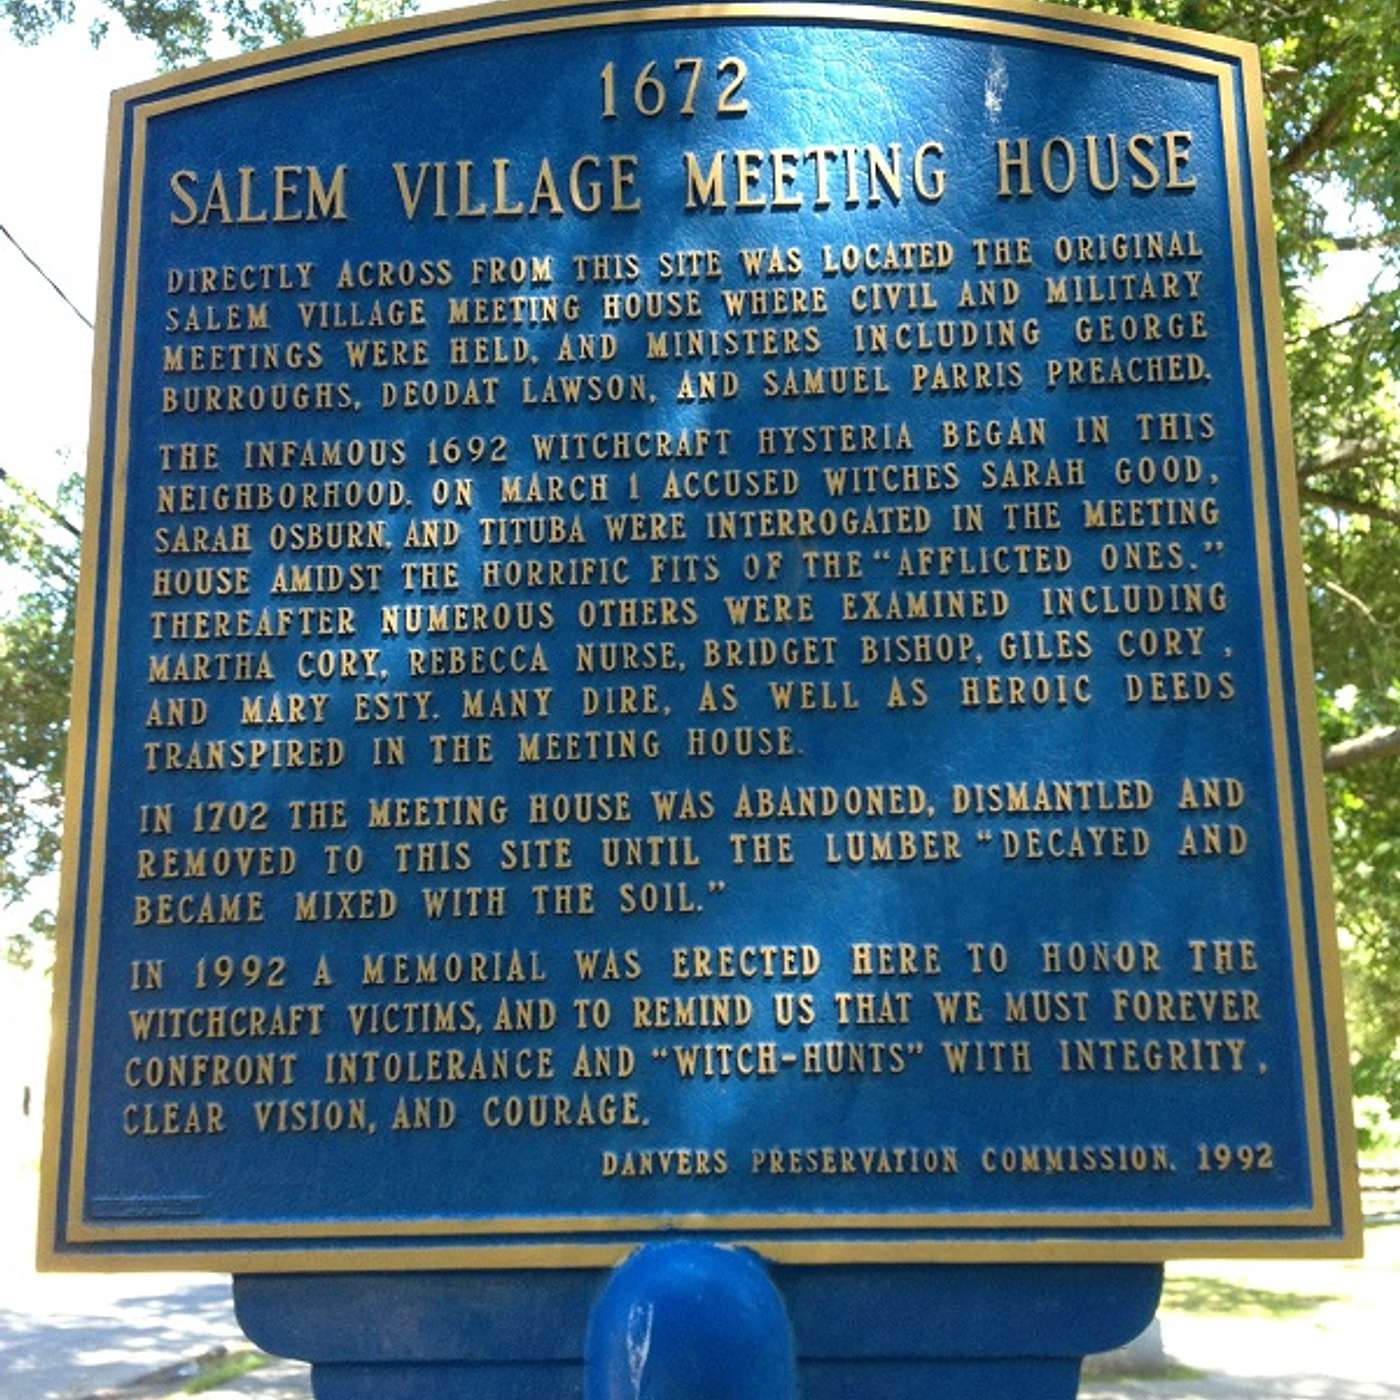 1672
SALEM VILLAGE MEETING HOUSE
DIRECTLY ACROSS FROM THIS SITE WAS LOCATED THE ORIGINAL
SALEM VILLAGE MEETING HOUSE WHERE CIVIL AND MILITARY
MEETINGS WERE HELD, AND MINISTERS INCLUDING GEORGE
BURROUGHS, DEODAT LAWSON, AND SAMUEL PARRIS PREACHED.
THE INFAMOUS 1692 WITCHCRAFT HYSTERIA BEGAN IN THIS
NEIGHBORHOOD. ON MARCH 1 ACCUSED WITCHES SARAH GOOD,
SARAH OSBURN, AND TITUBA WERE INTERROGATED IN THE MEETING
HOUSE AMIDST THE HORRIFIC FITS OF THE "AFFLICTED ONES."
THEREAFTER NUMEROUS OTHERS WERE EXAMINED INCLUDING
MARTHA CORY, REBECCA NURSE, BRIDGET BISHOP, GILES CORY,
AND MARY ESTY. MANY DIRE, AS WELL AS HEROIC DEEDS
TRANSPIRED IN THE MEETING HOUSE.
IN 1702 THE MEETING HOUSE WAS ABANDONED, DISMANTLED AND
REMOVED TO THIS SITE UNTIL THE LUMBER "DECAYED AND
BECAME MIXED WITH THE SOIL."
IN 1992 A MEMORIAL WAS ERECTED HERE TO HONOR THE
WITCHCRAFT VICTIMS, AND TO REMIND US THAT WE MUST FOREVER
CONFRONT INTOLERANCE AND "WITCH-HUNTS" WITH INTEGRITY,
CLEAR VISION, AND COURAGE.
DANVERS PRESERVATION COMMISSION, 1992